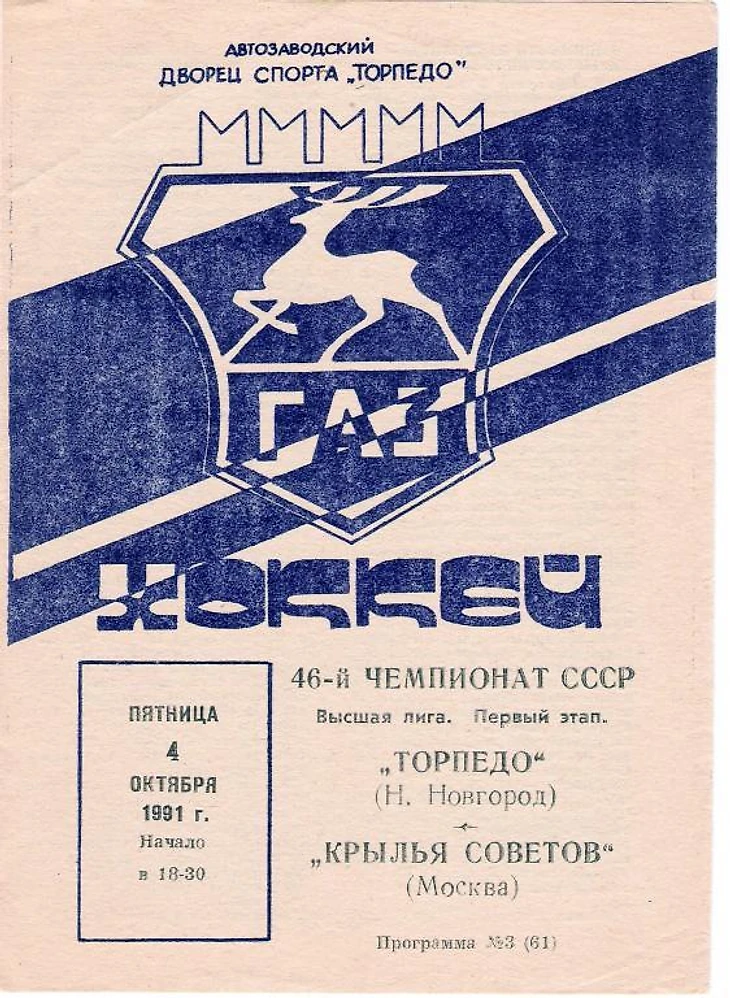 АВТОЗАВОДСКИЙ
ДВОРЕЦ СПОРТА „ТОРПЕДО"
ГАЗ
ХОККЕЙ
ПЯТНИЦА
4
ОКТЯБРЯ
1991 г.
Начало
в 18-30
46-й ЧЕМПИОНАТ СССР
Высшая лига. Первый этап.
„ТОРПЕДО“
(Н. Новгород)
„КРЫЛЬЯ СОВЕТОВ“
(Москва)
Программа №3 (61)